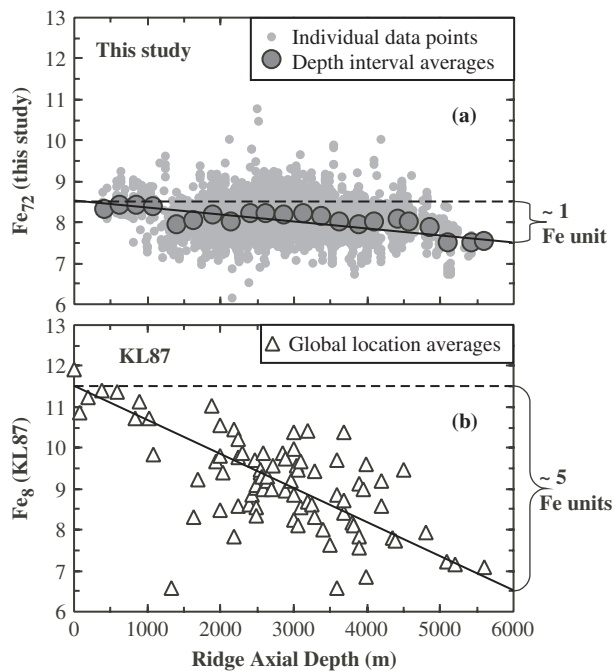 13
12
11
10
9
8
7
6
Fe72 (this study)
This study
Individual data points
Depth interval averages
(a)
~ 1
Fe unit
13
12
11
10
9
8
7
6
Fe8 (KL87)
KL87
Global location averages
(b)
~ 5
Fe units
0 1000 2000 3000 4000 5000 6000
Ridge Axial Depth (m)